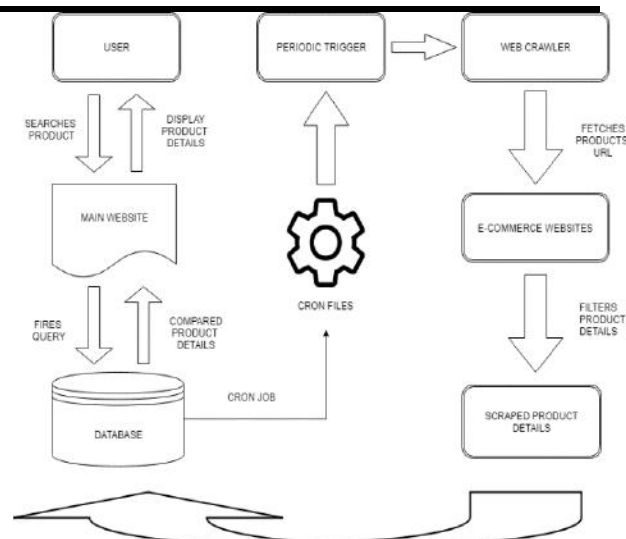 USER
PERIODIC TRIGGER
WEB CRAWLER
SEARCHES
PRODUCT
DISPLAY
PRODUCT
DETAILS
FETCHES
PRODUCTS
URL
MAIN WEBSITE
E-COMMERCE WEBSITES
CRON FILES
FIRES
QUERY
COMPARED
PRODUCT
DETAILS
FILTERS
PRODUCT
DETAILS
CRON JOB
DATABASE
SCRAPED PRODUCT
DETAILS